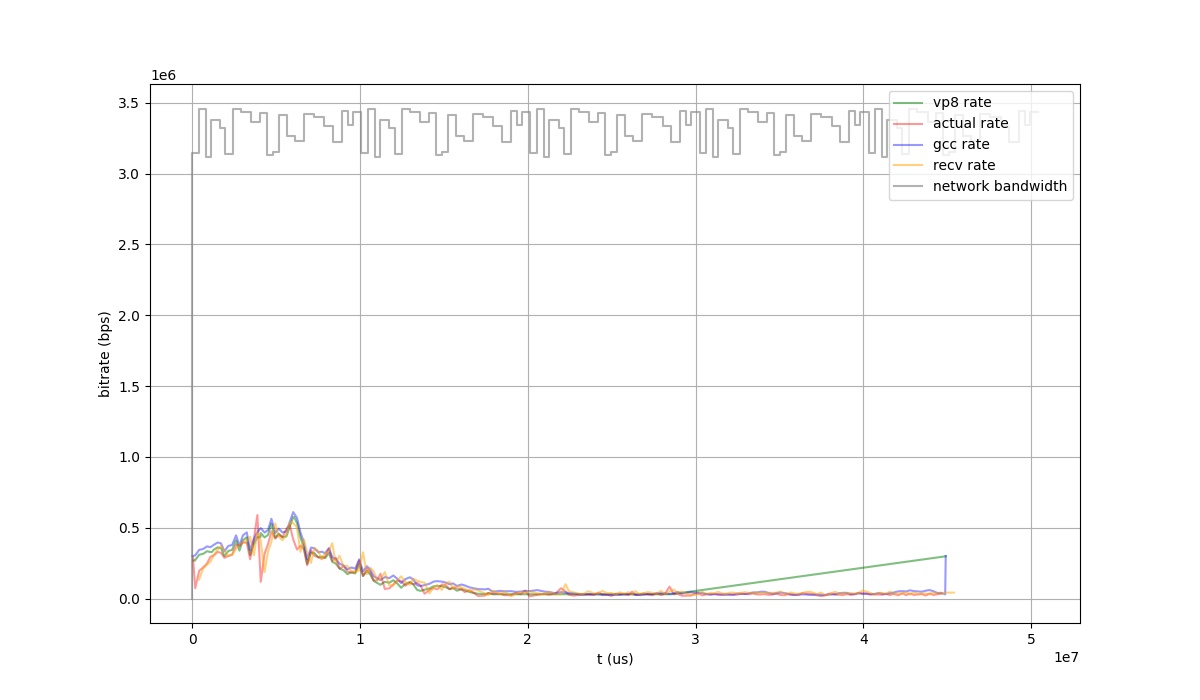 1e6
3.5
3.0
2.5
2.0
1.5
1.0
0.5
0.0
bitrate (bps)
vp8 rate
actual rate
gcc rate
recv rate
network bandwidth
0
1
2
3
4
5
t (us)
1e7